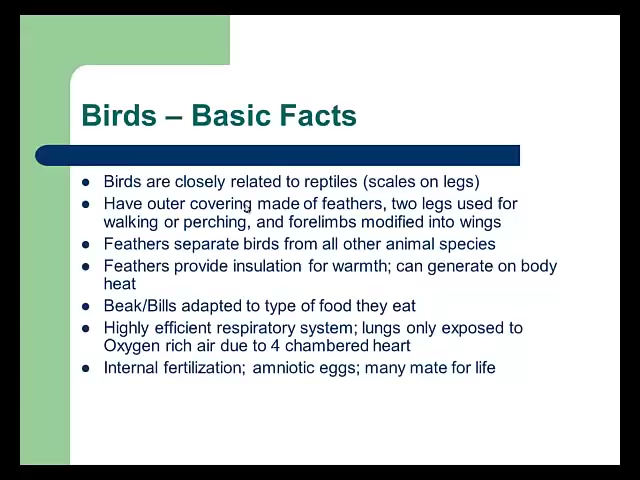 Birds – Basic Facts
Birds are closely related to reptiles (scales on legs)
Have outer covering made of feathers, two legs used for
walking or perching, and forelimbs modified into wings
Feathers separate birds from all other animal species
Feathers provide insulation for warmth; can generate on body
heat
Beak/Bills adapted to type of food they eat
Highly efficient respiratory system; lungs only exposed to
Oxygen rich air due to 4 chambered heart
Internal fertilization; amniotic eggs; many mate for life